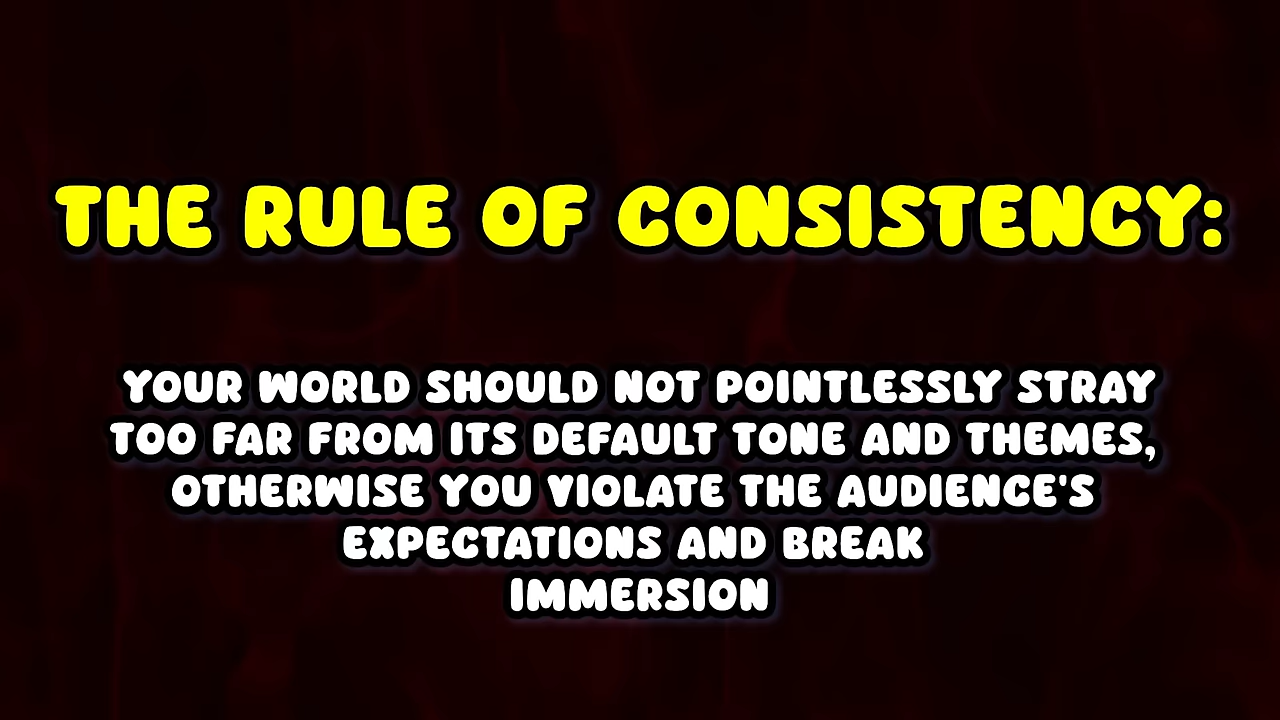 THE RULE OF CONSISTENCY:
YOUR WORLD SHOULD NOT POINTLESSLY STRAY
TOO FAR FROM ITS DEFAULT TONE AND THEMES,
OTHERWISE YOU VIOLATE THE AUDIENCE'S
EXPECTATIONS AND BREAK
IMMERSION